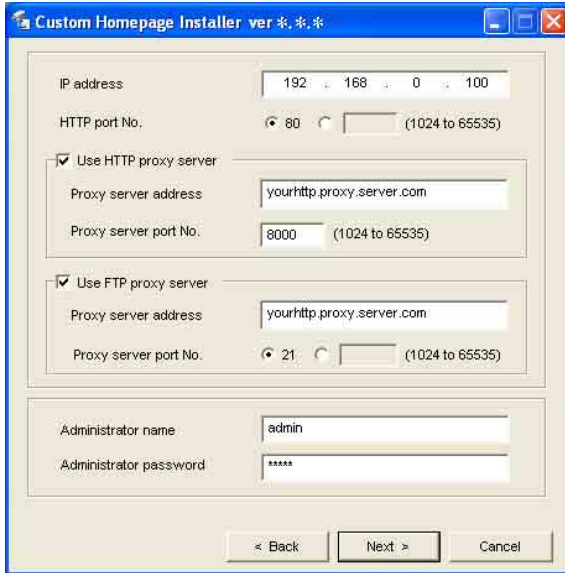 Custom Homepage Installer ver *.*.*
IP address 192 . 168 . 0 . 100
HTTP port No. 80 (1024 to 65535)
Use HTTP proxy server
Proxy server address yourhttp.proxy.server.com
Proxy server port No. 8000 (1024 to 65535)
Use FTP proxy server
Proxy server address yourhttp.proxy.server.com
Proxy server port No. 21 (1024 to 65535)
Administrator name admin
Administrator password *****
< Back Next > Cancel